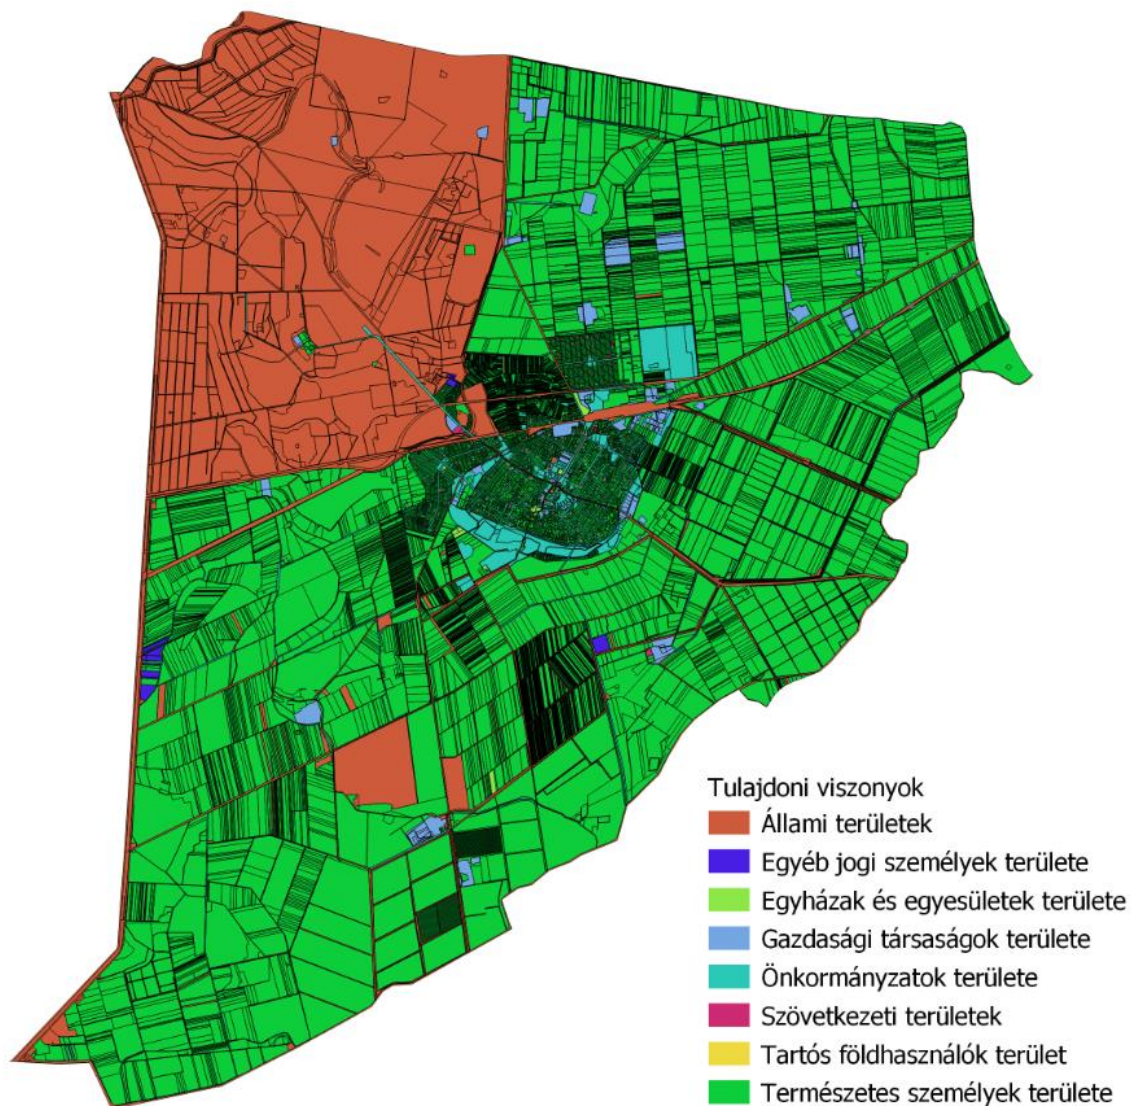 Tulajdoni viszonyok
Állami területek
Egyéb jogi személyek területe
Egyházak és egyesületek területe
Gazdasági társaságok területe
Önkormányzatok területe
Szövetkezeti területek
Tartós földhasználók terület
Természetes személyek területe